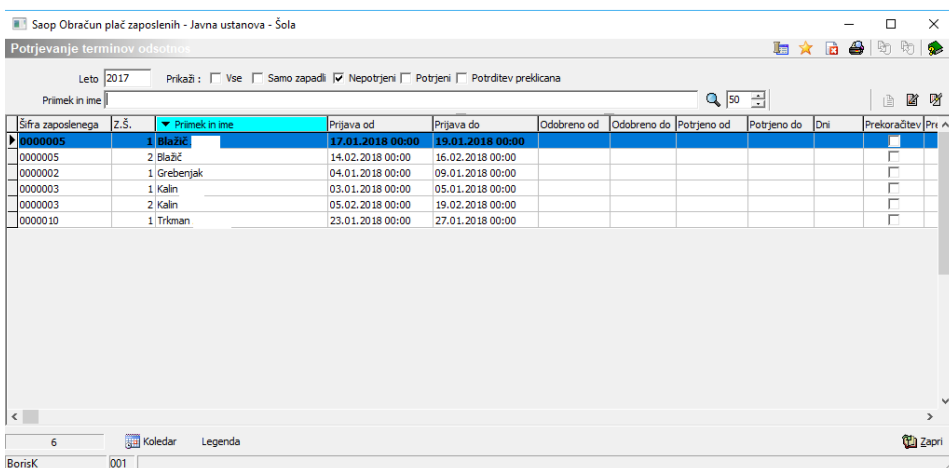 Saop Obračun plač zaposlenih - Javna ustanova - Šola
Potrjevanje terminov odsotnos
Leto 2017 Prikaži : Vse Samo zapadli Nepotrjeni Potrjeni Potrditev preklicana
Priimek in ime 50
Šifra zaposlenega Z.Š. Priimek in ime Prijava od Prijava do Odobreno od Odobreno do Potrjeno od Potrjeno do Dni Prekoračitev Pre
0000005 1 Blažič 17.01.2018 00:00 19.01.2018 00:00
0000005 2 Blažič 14.02.2018 00:00 16.02.2018 00:00
0000002 1 Grebenjak 04.01.2018 00:00 09.01.2018 00:00
0000003 1 Kalin 03.01.2018 00:00 05.01.2018 00:00
0000003 2 Kalin 05.02.2018 00:00 19.02.2018 00:00
0000010 1 Trkman 23.01.2018 00:00 27.01.2018 00:00
6 Koledar Legenda Zapri
BorisK 001